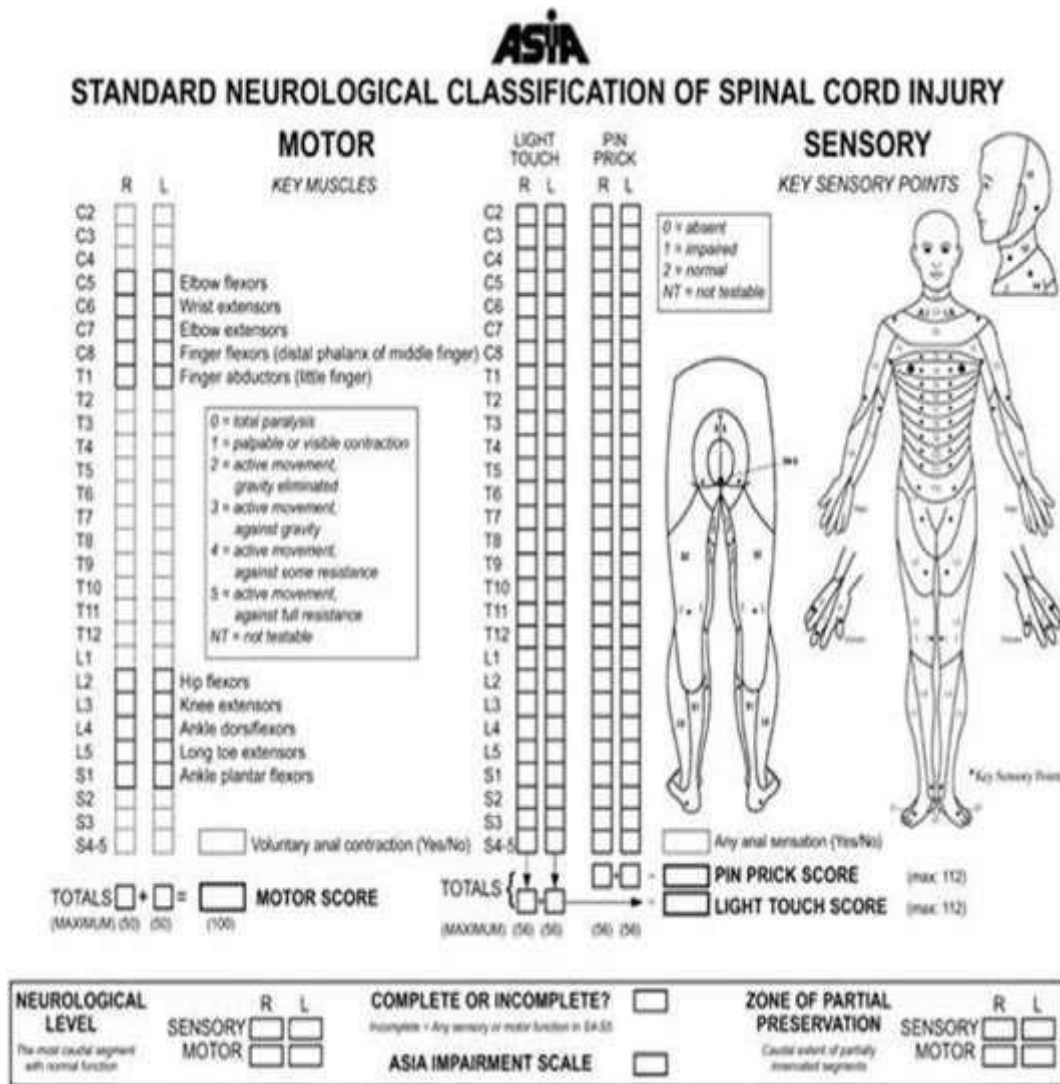 ASIA
STANDARD NEUROLOGICAL CLASSIFICATION OF SPINAL CORD INJURY
MOTOR
KEY MUSCLES
R L
C2
C3
C4
C5 Elbow flexors
C6 Wrist extensors
C7 Elbow extensors
C8 Finger flexors (distal phalanx of middle finger)
T1 Finger abductors (little finger)
T2
T3
T4
T5
T6
T7
T8
T9
T10
T11
T12
L1
L2 Hip flexors
L3 Knee extensors
L4 Ankle dorsiflexors
L5 Long toe extensors
S1 Ankle plantar flexors
S2
S3
S4-5
0 = total paralysis
1 = palpable or visible contraction
2 = active movement,
gravity eliminated
3 = active movement,
against gravity
4 = active movement,
against some resistance
5 = active movement,
against full resistance
NT = not testable
Voluntary anal contraction (Yes/No)
TOTALS + = MOTOR SCORE
(MAXIMUM) (50) (50) (100)
LIGHT
TOUCH
R L
PIN
PRICK
R L
C2
C3
C4
C5
C6
C7
C8
T1
T2
T3
T4
T5
T6
T7
T8
T9
T10
T11
T12
L1
L2
L3
L4
L5
S1
S2
S3
S4-5
SENSORY
KEY SENSORY POINTS
0 = absent
1 = impaired
2 = normal
NT = not testable
*Key Sensory Points
Any anal sensation (Yes/No)
PIN PRICK SCORE (max: 112)
TOTALS { LIGHT TOUCH SCORE (max: 112)
(MAXIMUM) (56) (56) (56) (56)
NEUROLOGICAL
LEVEL
The most caudal segment
with normal function
R L
SENSORY
MOTOR
COMPLETE OR INCOMPLETE?
Incomplete = Any sensory or motor function in S4-S5
ASIA IMPAIRMENT SCALE
ZONE OF PARTIAL
PRESERVATION
Caudal extent of partially
innervated segments
R L
SENSORY
MOTOR